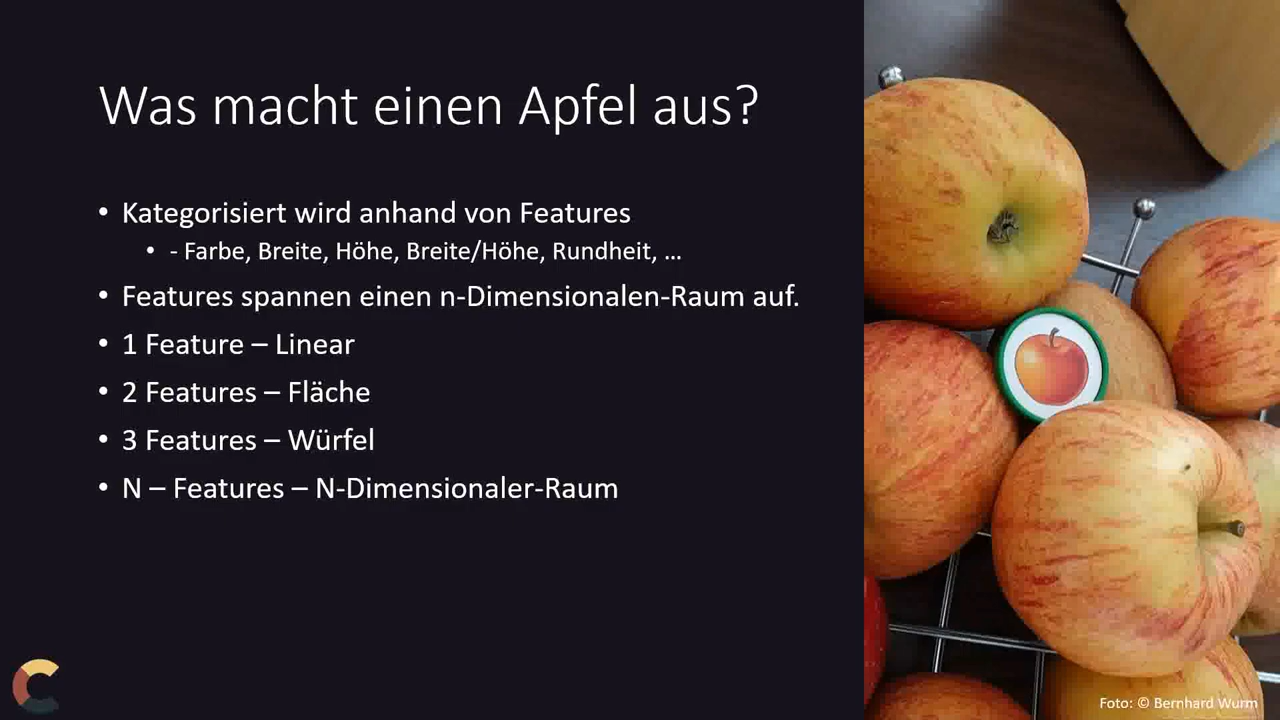 Was macht einen Apfel aus?
• Kategorisiert wird anhand von Features
• - Farbe, Breite, Höhe, Breite/Höhe, Rundheit, ...
• Features spannen einen n-Dimensionalen-Raum auf.
• 1 Feature – Linear
• 2 Features – Fläche
• 3 Features – Würfel
• N – Features – N-Dimensionaler-Raum
Foto: © Bernhard Wurm